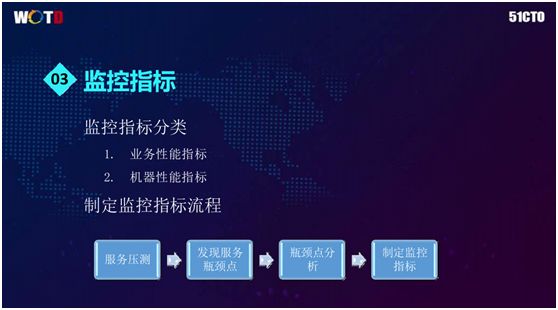 WOTD
51CTO
03 监控指标
监控指标分类
1. 业务性能指标
2. 机器性能指标
制定监控指标流程
服务压测
发现服务
瓶颈点
瓶颈点分
析
制定监控
指标